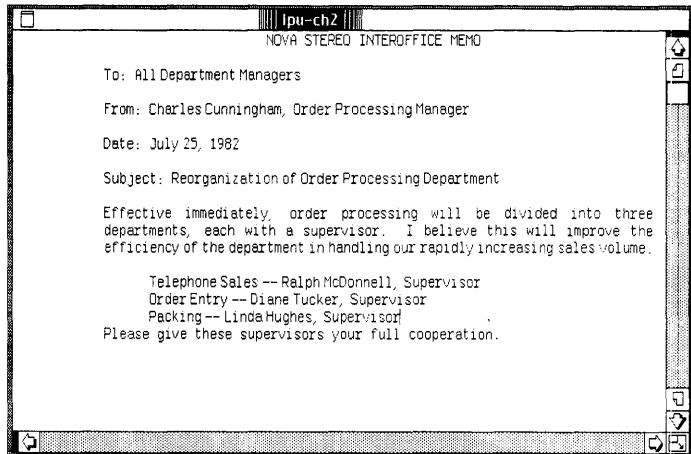 lpu-ch2
NOVA STEREO INTEROFFICE MEMO
To: All Department Managers
From: Charles Cunningham, Order Processing Manager
Date: July 25, 1982
Subject: Reorganization of Order Processing Department
Effective immediately, order processing will be divided into three
departments, each with a supervisor. I believe this will improve the
efficiency of the department in handling our rapidly increasing sales volume.
Telephone Sales -- Ralph McDonnell, Supervisor
Order Entry -- Diane Tucker, Supervisor
Packing -- Linda Hughes, Supervisor
Please give these supervisors your full cooperation.